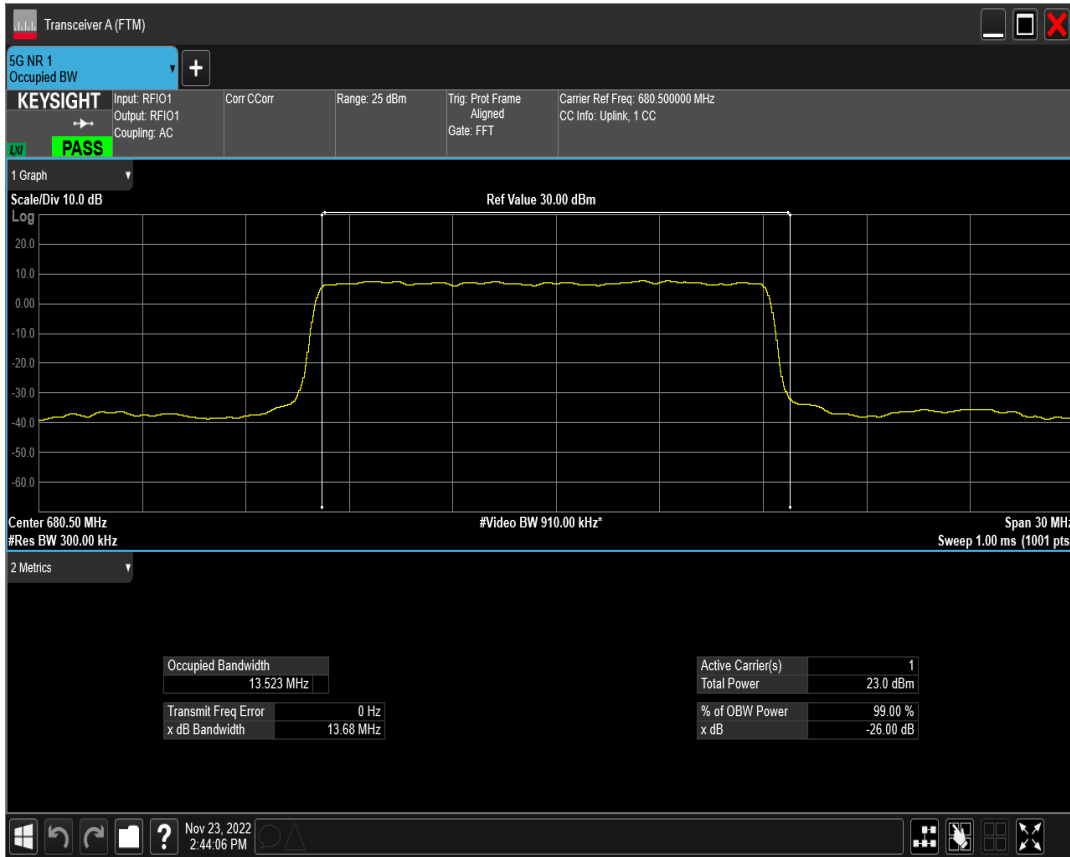 Transceiver A (FTM)
5G NR 1
Occupied BW
+
KEYSIGHT
LXI
PASS
Input: RFIO1
Output: RFIO1
Coupling: AC
Corr CCorr
Range: 25 dBm
Trig: Prot Frame
Aligned
Gate: FFT
Carrier Ref Freq: 680.500000 MHz
CC Info: Uplink, 1 CC
1 Graph
Scale/Div 10.0 dB
Ref Value 30.00 dBm
Log
20.0
10.0
0.00
-10.0
-20.0
-30.0
-40.0
-50.0
-60.0
Center 680.50 MHz
#Video BW 910.00 kHz*
Span 30 MHz
#Res BW 300.00 kHz
Sweep 1.00 ms (1001 pts
2 Metrics
Occupied Bandwidth
13.523 MHz
Transmit Freq Error 0 Hz
x dB Bandwidth 13.68 MHz
Active Carrier(s) 1
Total Power 23.0 dBm
% of OBW Power 99.00 %
x dB -26.00 dB
?
Nov 23, 2022
2:44:06 PM